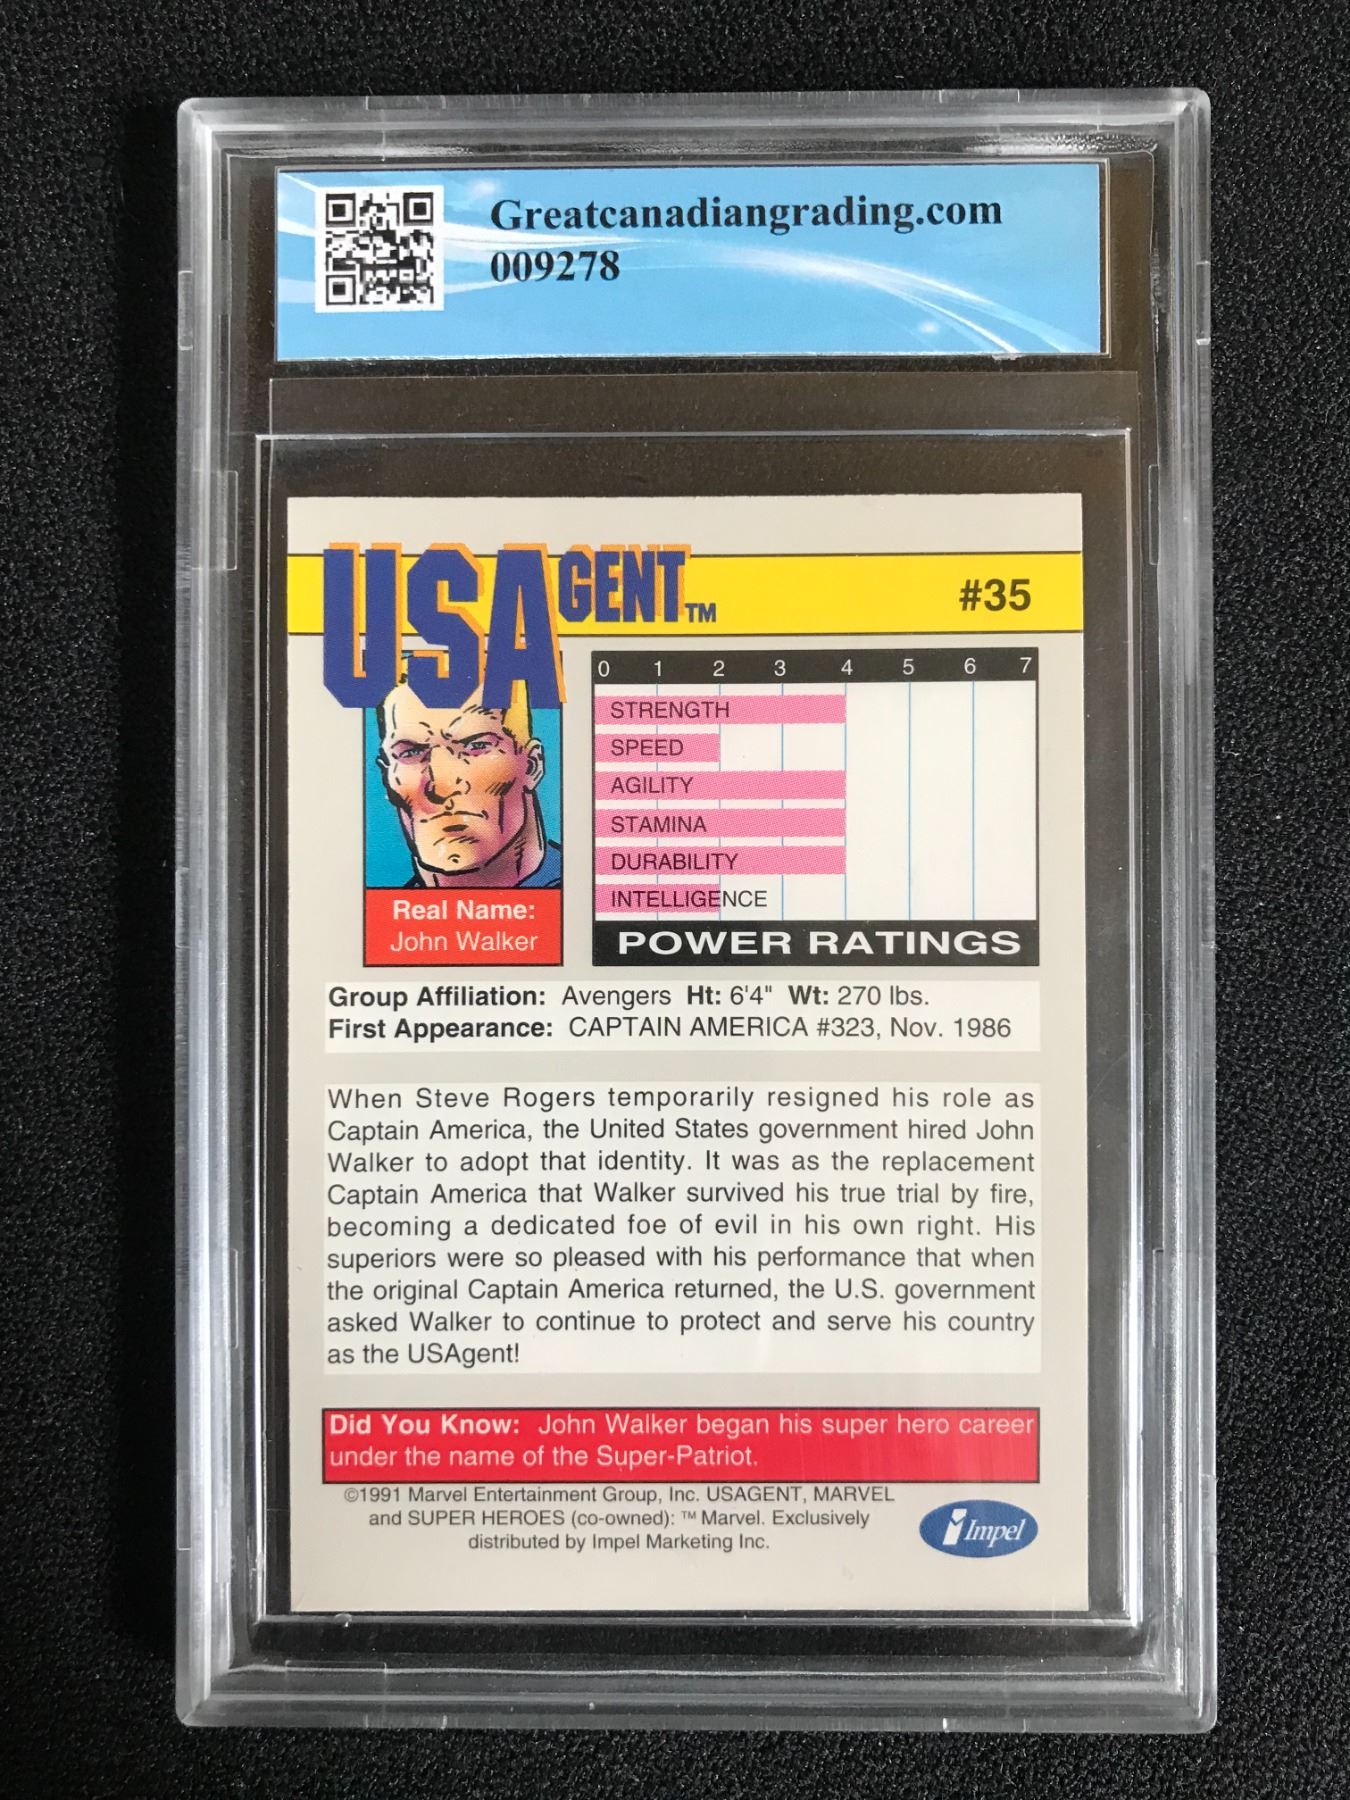 Greatcanadiangrading.com
009278
USAGENT™
#35
0 1 2 3 4 5 6 7
STRENGTH
SPEED
AGILITY
STAMINA
DURABILITY
INTELLIGENCE
POWER RATINGS
Real Name:
John Walker
Group Affiliation: Avengers Ht: 6'4" Wt: 270 lbs.
First Appearance: CAPTAIN AMERICA #323, Nov. 1986
When Steve Rogers temporarily resigned his role as
Captain America, the United States government hired John
Walker to adopt that identity. It was as the replacement
Captain America that Walker survived his true trial by fire,
becoming a dedicated foe of evil in his own right. His
superiors were so pleased with his performance that when
the original Captain America returned, the U.S. government
asked Walker to continue to protect and serve his country
as the USAgent!
Did You Know: John Walker began his super hero career
under the name of the Super-Patriot.
©1991 Marvel Entertainment Group, Inc. USAGENT, MARVEL
and SUPER HEROES (co-owned): ™ Marvel. Exclusively
distributed by Impel Marketing Inc.
Impel